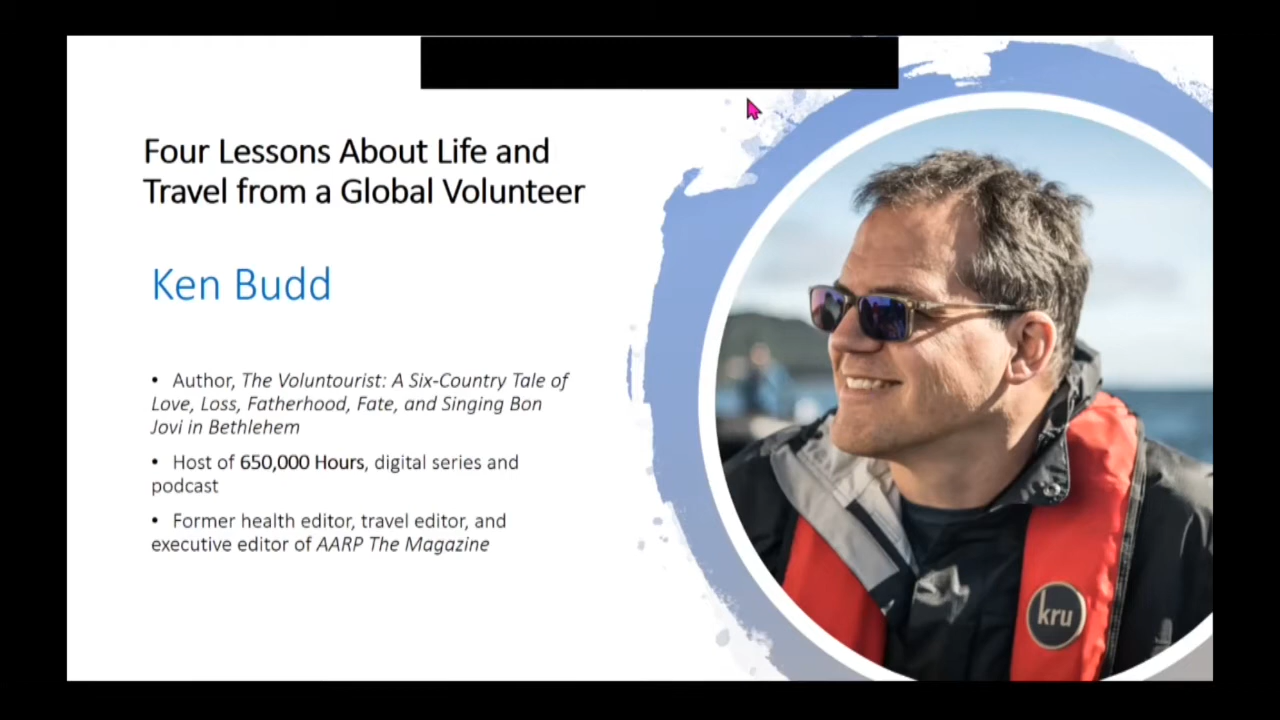 Four Lessons About Life and
Travel from a Global Volunteer
Ken Budd
• Author, The Voluntourist: A Six-Country Tale of
Love, Loss, Fatherhood, Fate, and Singing Bon
Jovi in Bethlehem
• Host of 650,000 Hours, digital series and
podcast
• Former health editor, travel editor, and
executive editor of AARP The Magazine
kru